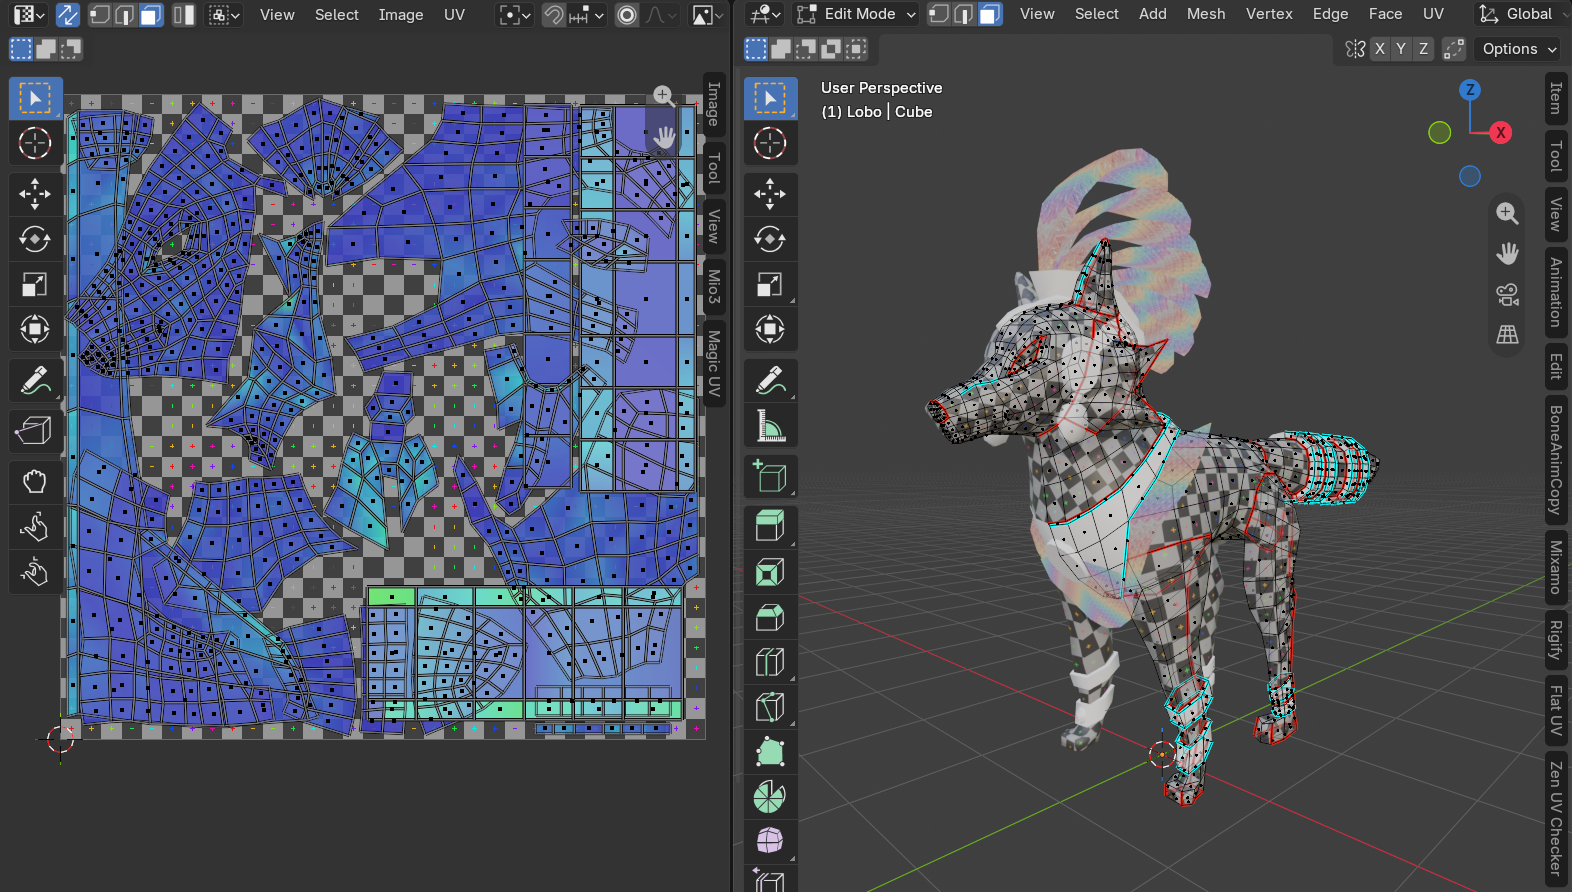 View Select Image UV
Edit Mode View Select Add Mesh Vertex Edge Face UV Global
X Y Z Options
User Perspective
(1) Lobo | Cube
Z
X
Image
Tool
View
Mio3
Magic UV
Item
Tool
View
Animation
Edit
BoneAnimCopy
Mixamo
Rigify
Flat UV
Zen UV Checker